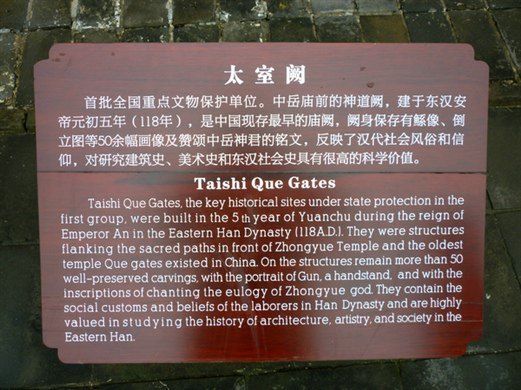 太室阙
首批全国重点文物保护单位。中岳庙前的神道阙，建于东汉安
帝元初五年（118年），是中国现存最早的庙阙，阙身保存有鲧像、倒
立图等50余幅画像及赞颂中岳神君的铭文，反映了汉代社会风俗和信
仰，对研究建筑史、美术史和东汉社会史具有很高的科学价值。
Taishi Que Gates
Taishi Que Gates, the key historical sites under state protection in the
first group, were built in the 5 th year of Yuanchu during the reign of
Emperor An in the Eastern Han Dynasty (118A.D.). They were structures
flanking the sacred paths in front of Zhongyue Temple and the oldest
temple Que gates existed in China. On the structures remain more than 50
well-preserved carvings, with the portrait of Gun, a handstand, and with the
inscriptions of chanting the eulogy of Zhongyue god. They contain the
social customs and beliefs of the laborers in Han Dynasty and are highly
valued in studying the history of architecture, artistry, and society in the
Eastern Han.